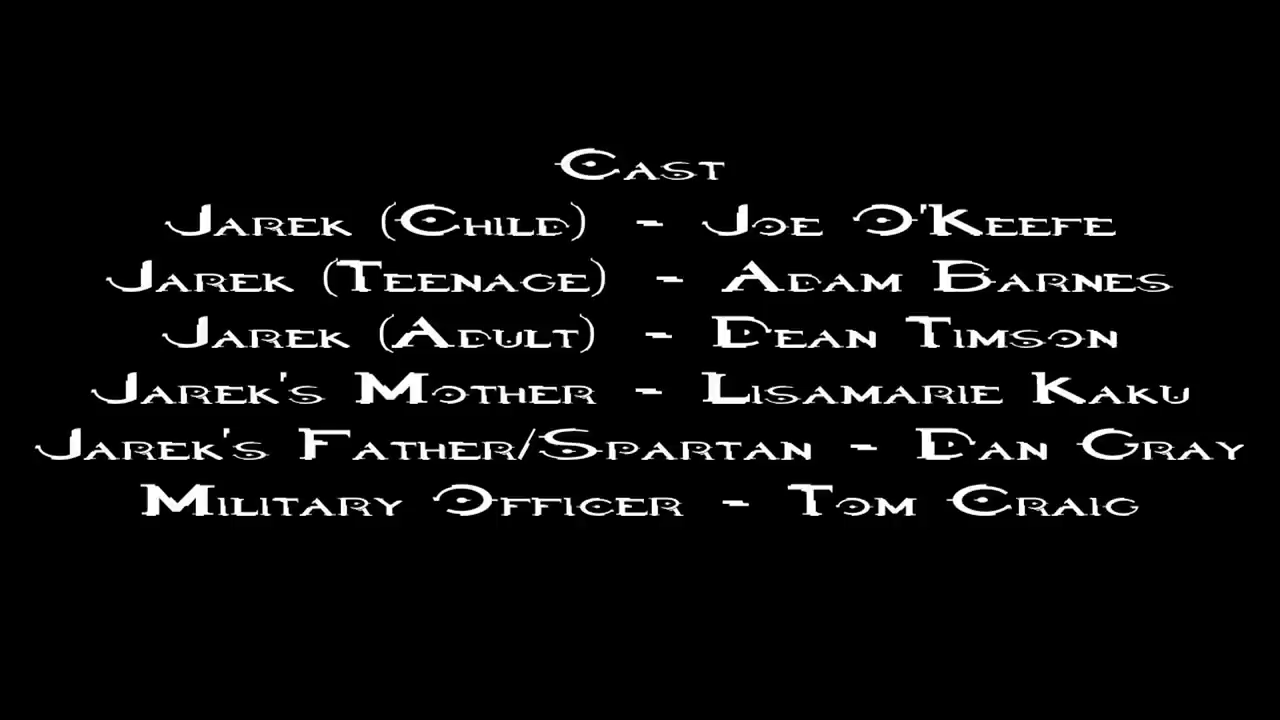 Cast
Jarek (Child) - Joe O'Keefe
Jarek (Teenage) - Adam Barnes
Jarek (Adult) - Dean Timson
Jarek's Mother - Lisamarie Kaku
Jarek's Father/Spartan - Dan Gray
Military Officer - Tom Craig